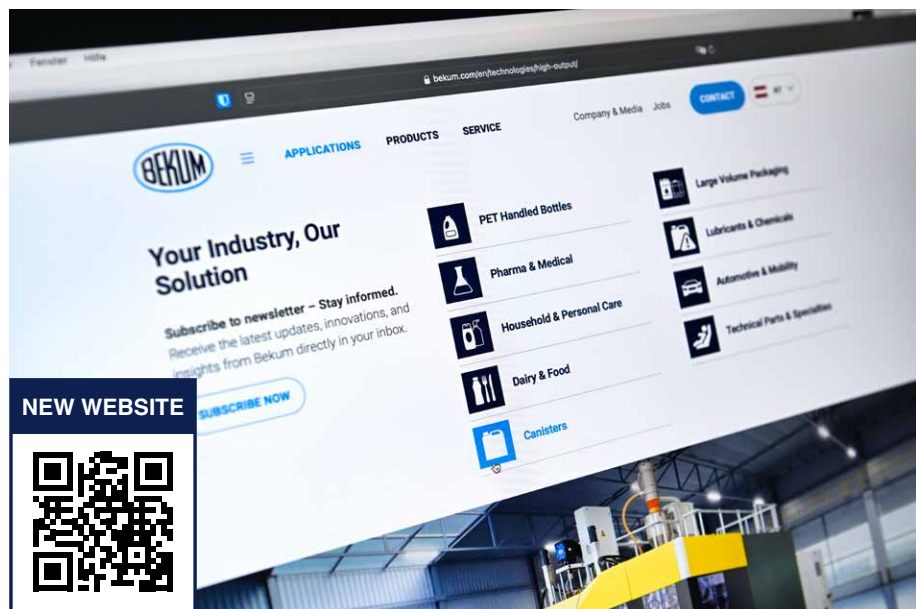 Fenster Hilfe
bekum.com/en/technologies/high-output/
BEKUM
APPLICATIONS PRODUCTS SERVICE
Company & Media Jobs CONTACT AT
Your Industry, Our
Solution
Subscribe to newsletter – Stay informed.
Receive the latest updates, innovations, and
insights from Bekum directly in your inbox.
SUBSCRIBE NOW
PET Handled Bottles
Pharma & Medical
Household & Personal Care
Dairy & Food
Canisters
Large Volume Packaging
Lubricants & Chemicals
Automotive & Mobility
Technical Parts & Specialties
NEW WEBSITE